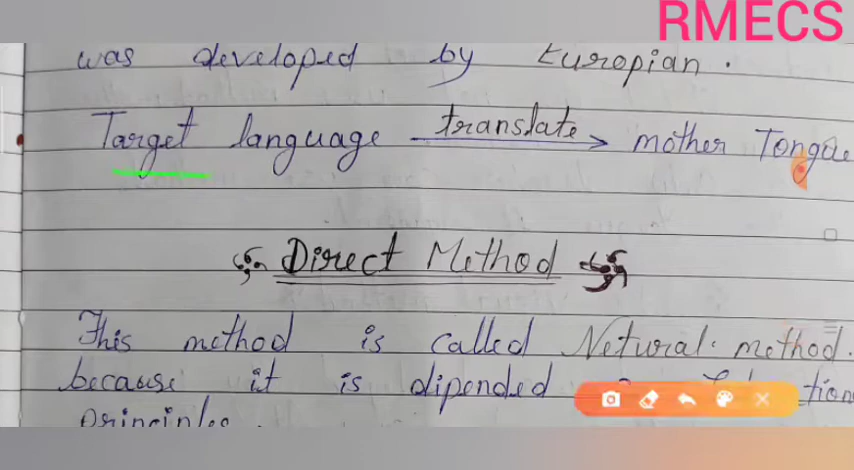 RMECS
was developed by Europian.
Target language translate mother Tongue
Direct Method
This method is called Netural method.
because it is dipended